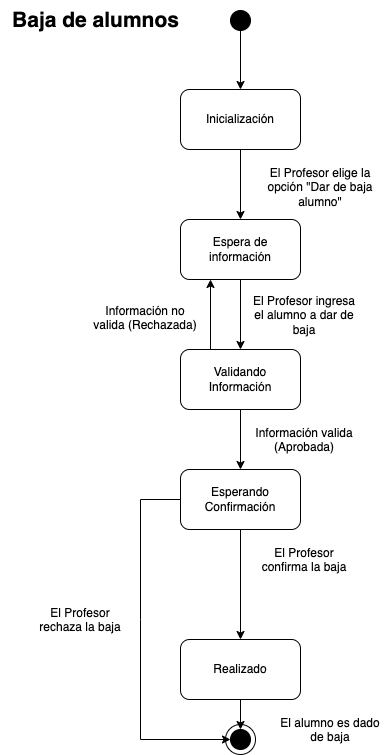 Baja de alumnos
Inicialización
El Profesor elige la
opción "Dar de baja
alumno"
Espera de
información
Información no
valida (Rechazada)
El Profesor ingresa
el alumno a dar de
baja
Validando
Información
Información valida
(Aprobada)
Esperando
Confirmación
El Profesor
confirma la baja
El Profesor
rechaza la baja
Realizado
El alumno es dado
de baja